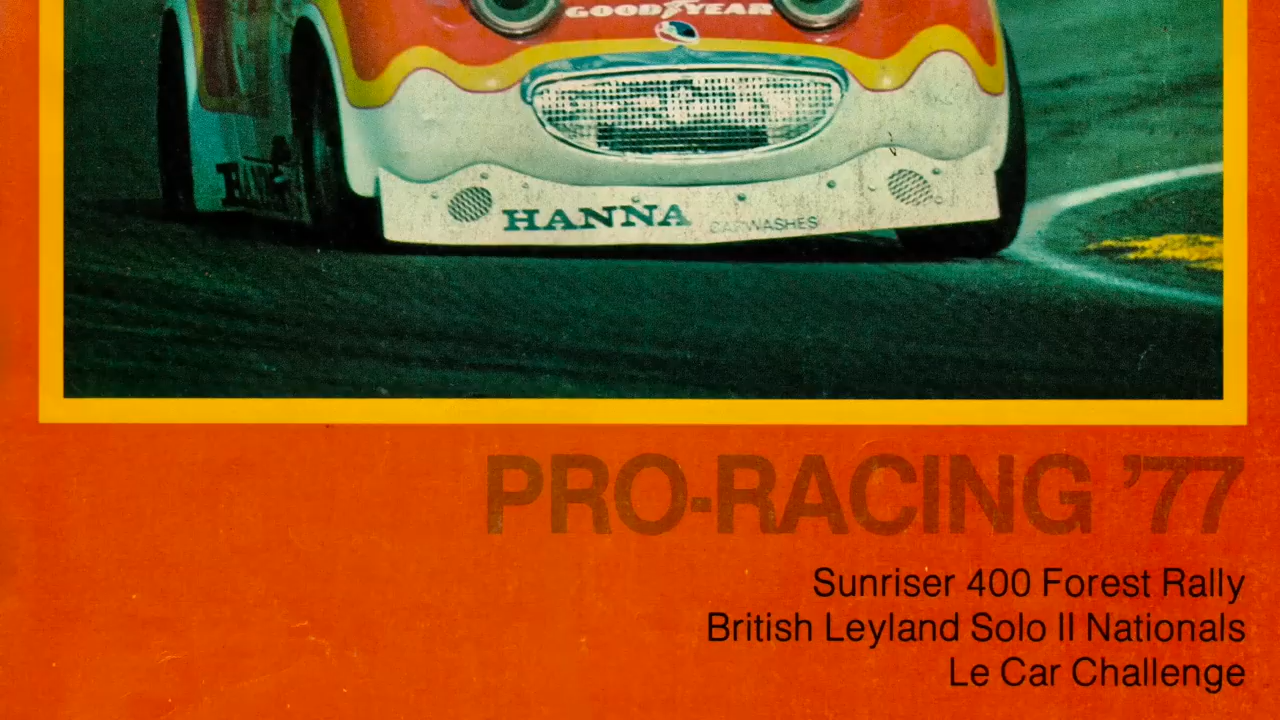 GOODYEAR
HANNA
CARWASHES
PRO-RACING '77
Sunriser 400 Forest Rally
British Leyland Solo II Nationals
Le Car Challenge